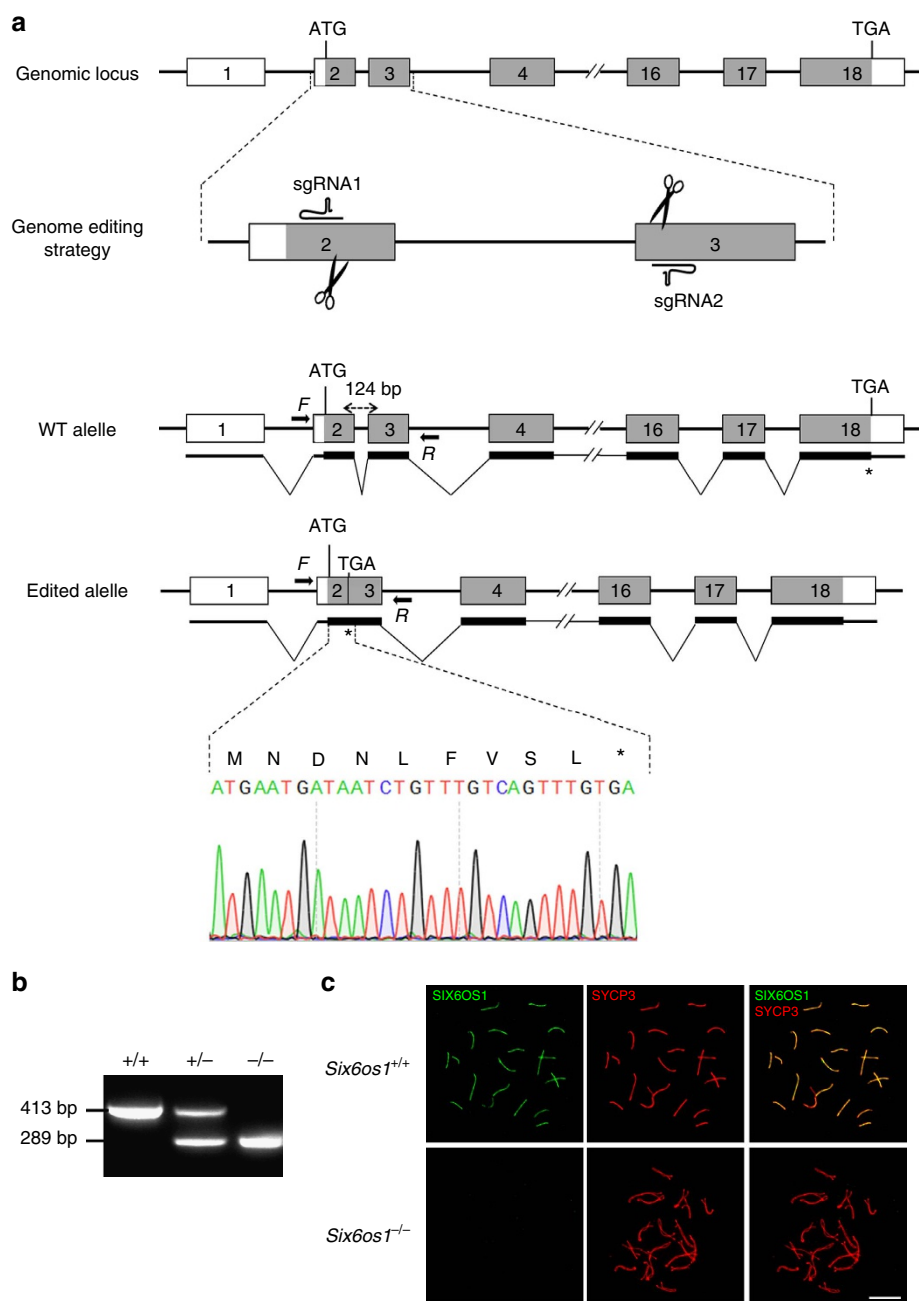 a
ATG TGA
Genomic locus 1 2 3 4 16 17 18
sgRNA1
Genome editing
strategy
2 3
sgRNA2
ATG 124 bp TGA
F
WT alelle 1 2 3 4 16 17 18
R
*
ATG
TGA
F
Edited alelle 1 2 3 4 16 17 18
R
*
M N D N L F V S L *
ATGAATGATAATCTGTTTGTCAGTTTGTGA
b
+/+ +/– –/–
413 bp
289 bp
c
SIX6OS1 SYCP3 SIX6OS1
SYCP3
Six6os1+/+
Six6os1–/–